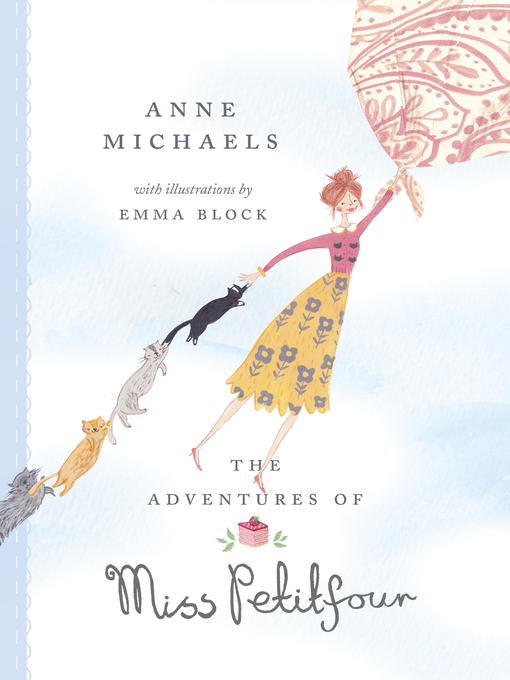 ANNE
MICHAELS
with illustrations by
EMMA BLOCK
THE
ADVENTURES OF
Miss Petitfour